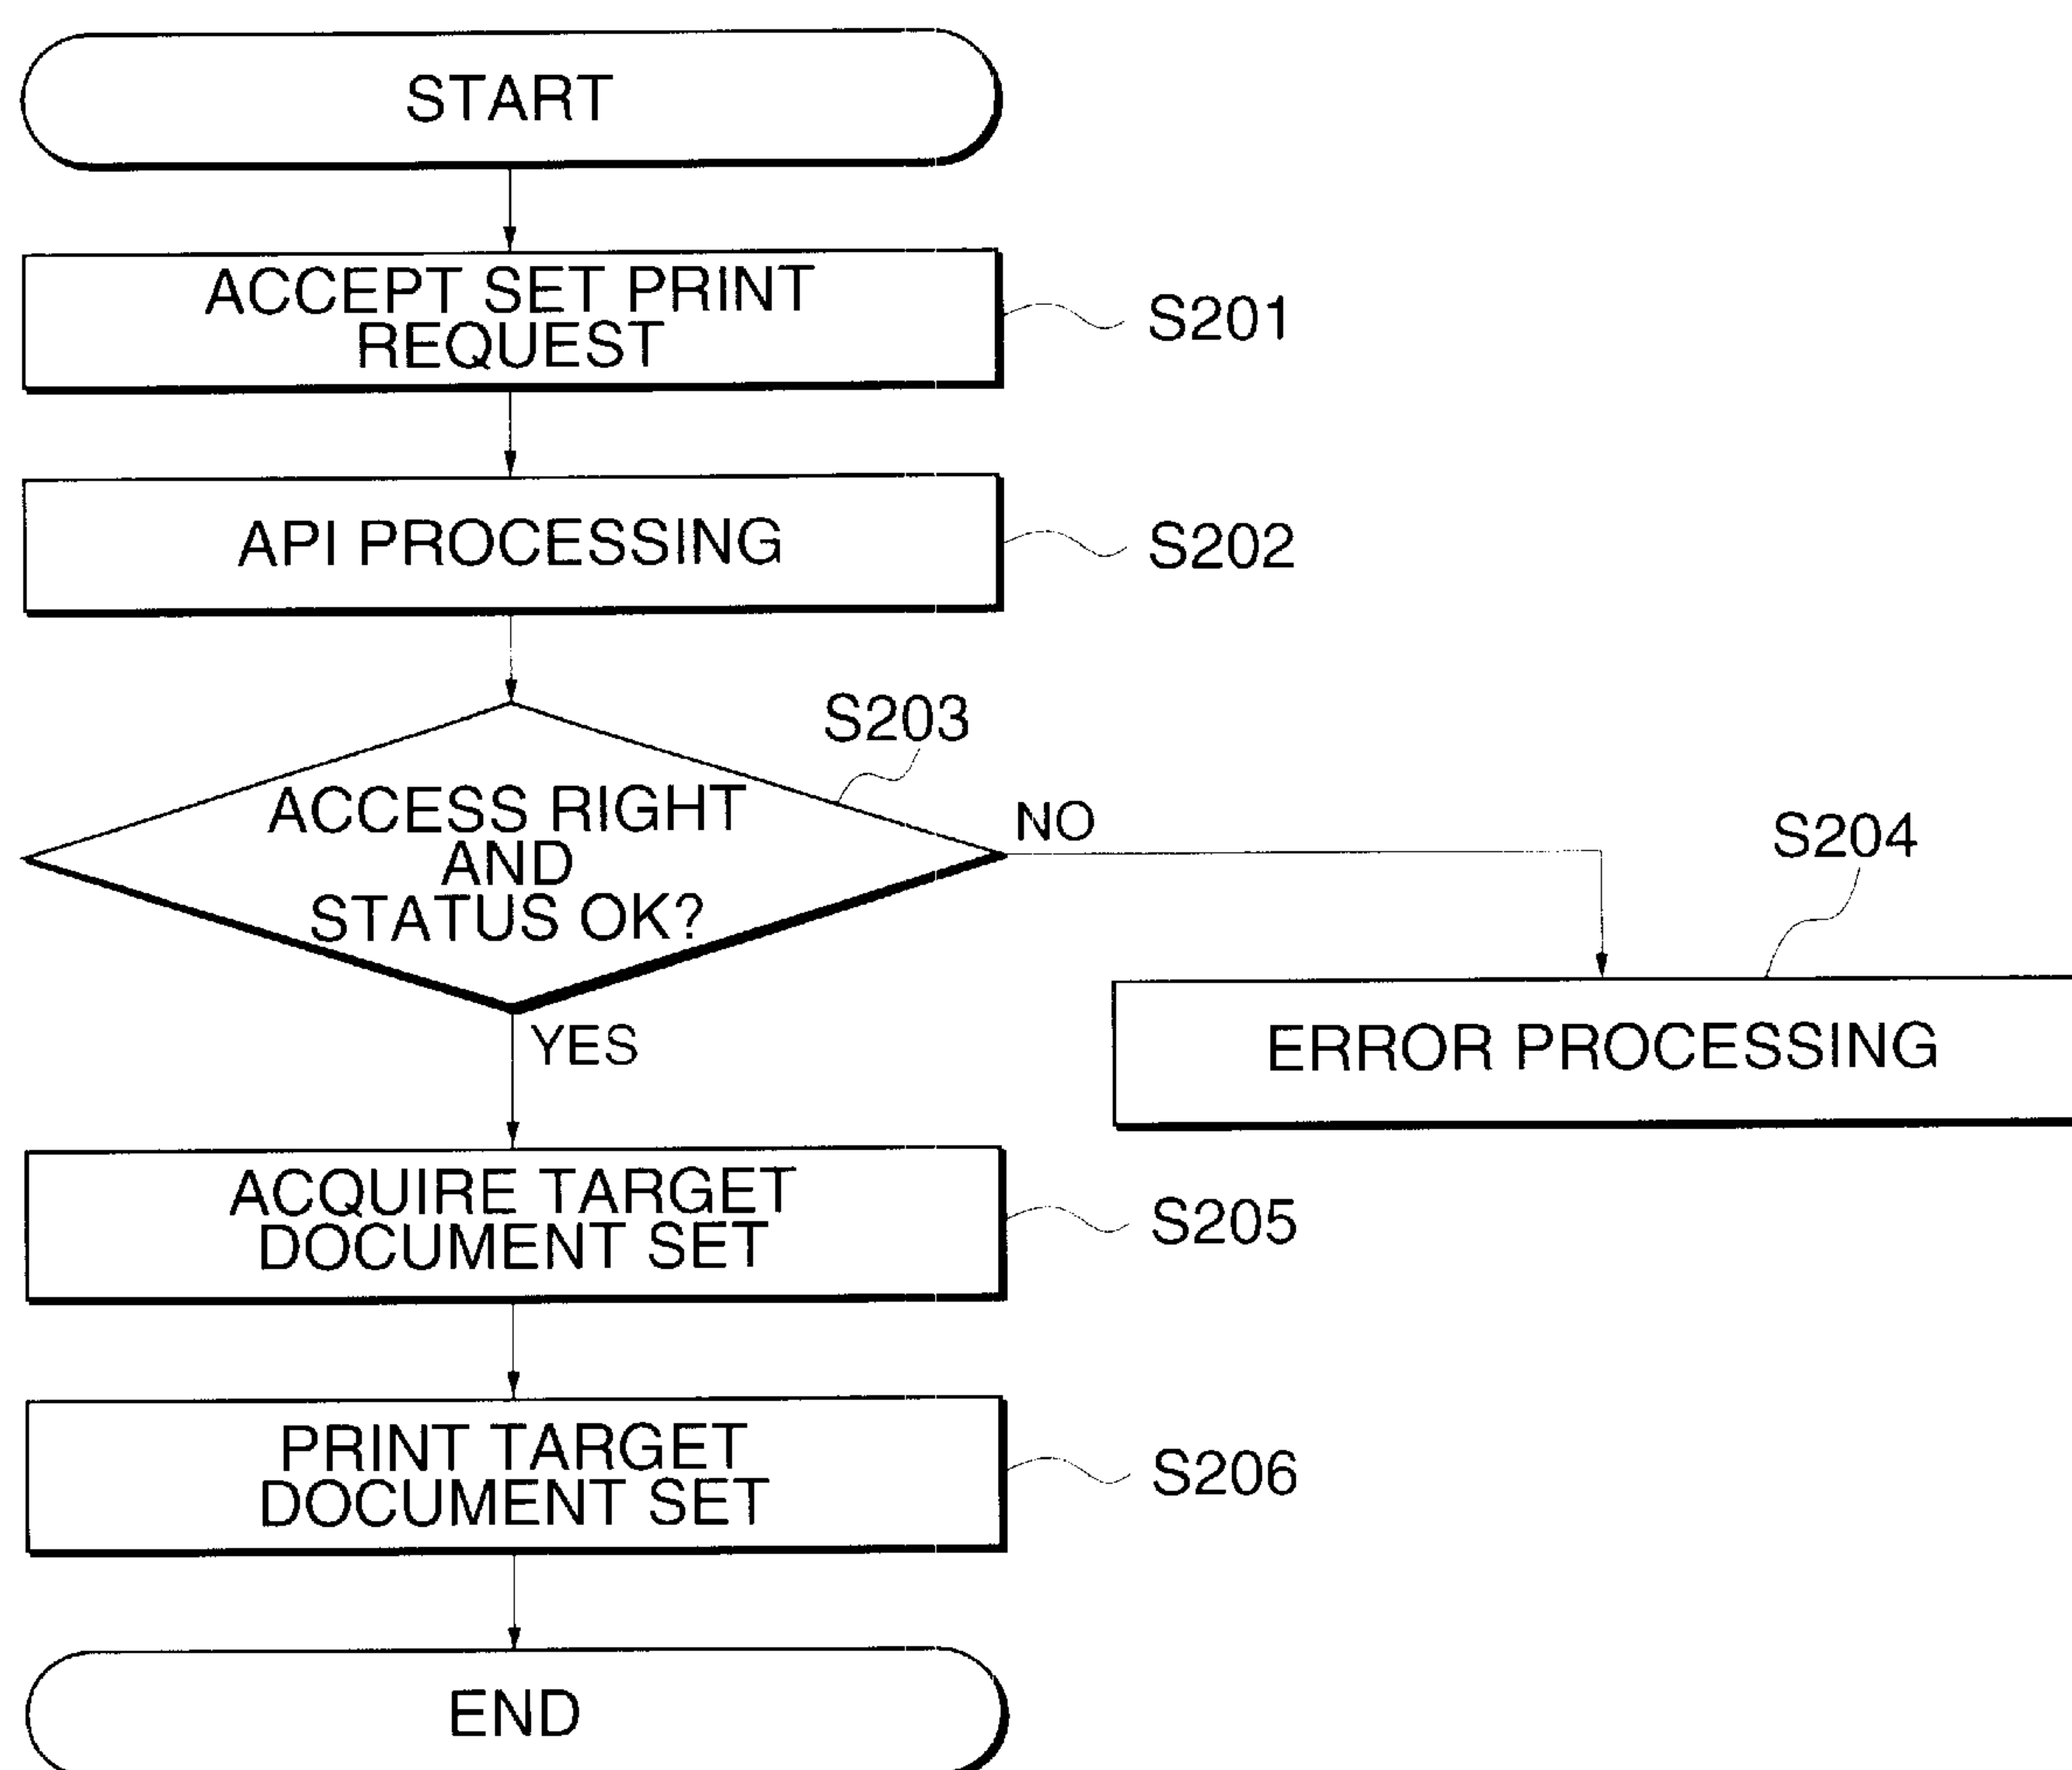 START
ACCEPT SET PRINT
REQUEST
S201
API PROCESSING
S202
S203
ACCESS RIGHT
AND
STATUS OK?
NO
S204
YES
ERROR PROCESSING
ACQUIRE TARGET
DOCUMENT SET
S205
PRINT TARGET
DOCUMENT SET
S206
END